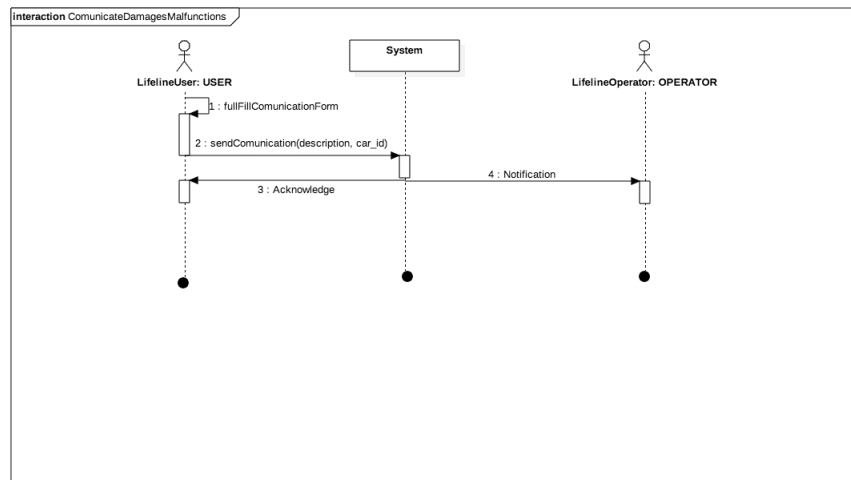 interaction ComunicateDamagesMalfunctions
System
LifelineUser: USER
LifelineOperator: OPERATOR
1 : fullFillComunicationForm
2 : sendComunication(description, car_id)
4 : Notification
3 : Acknowledge